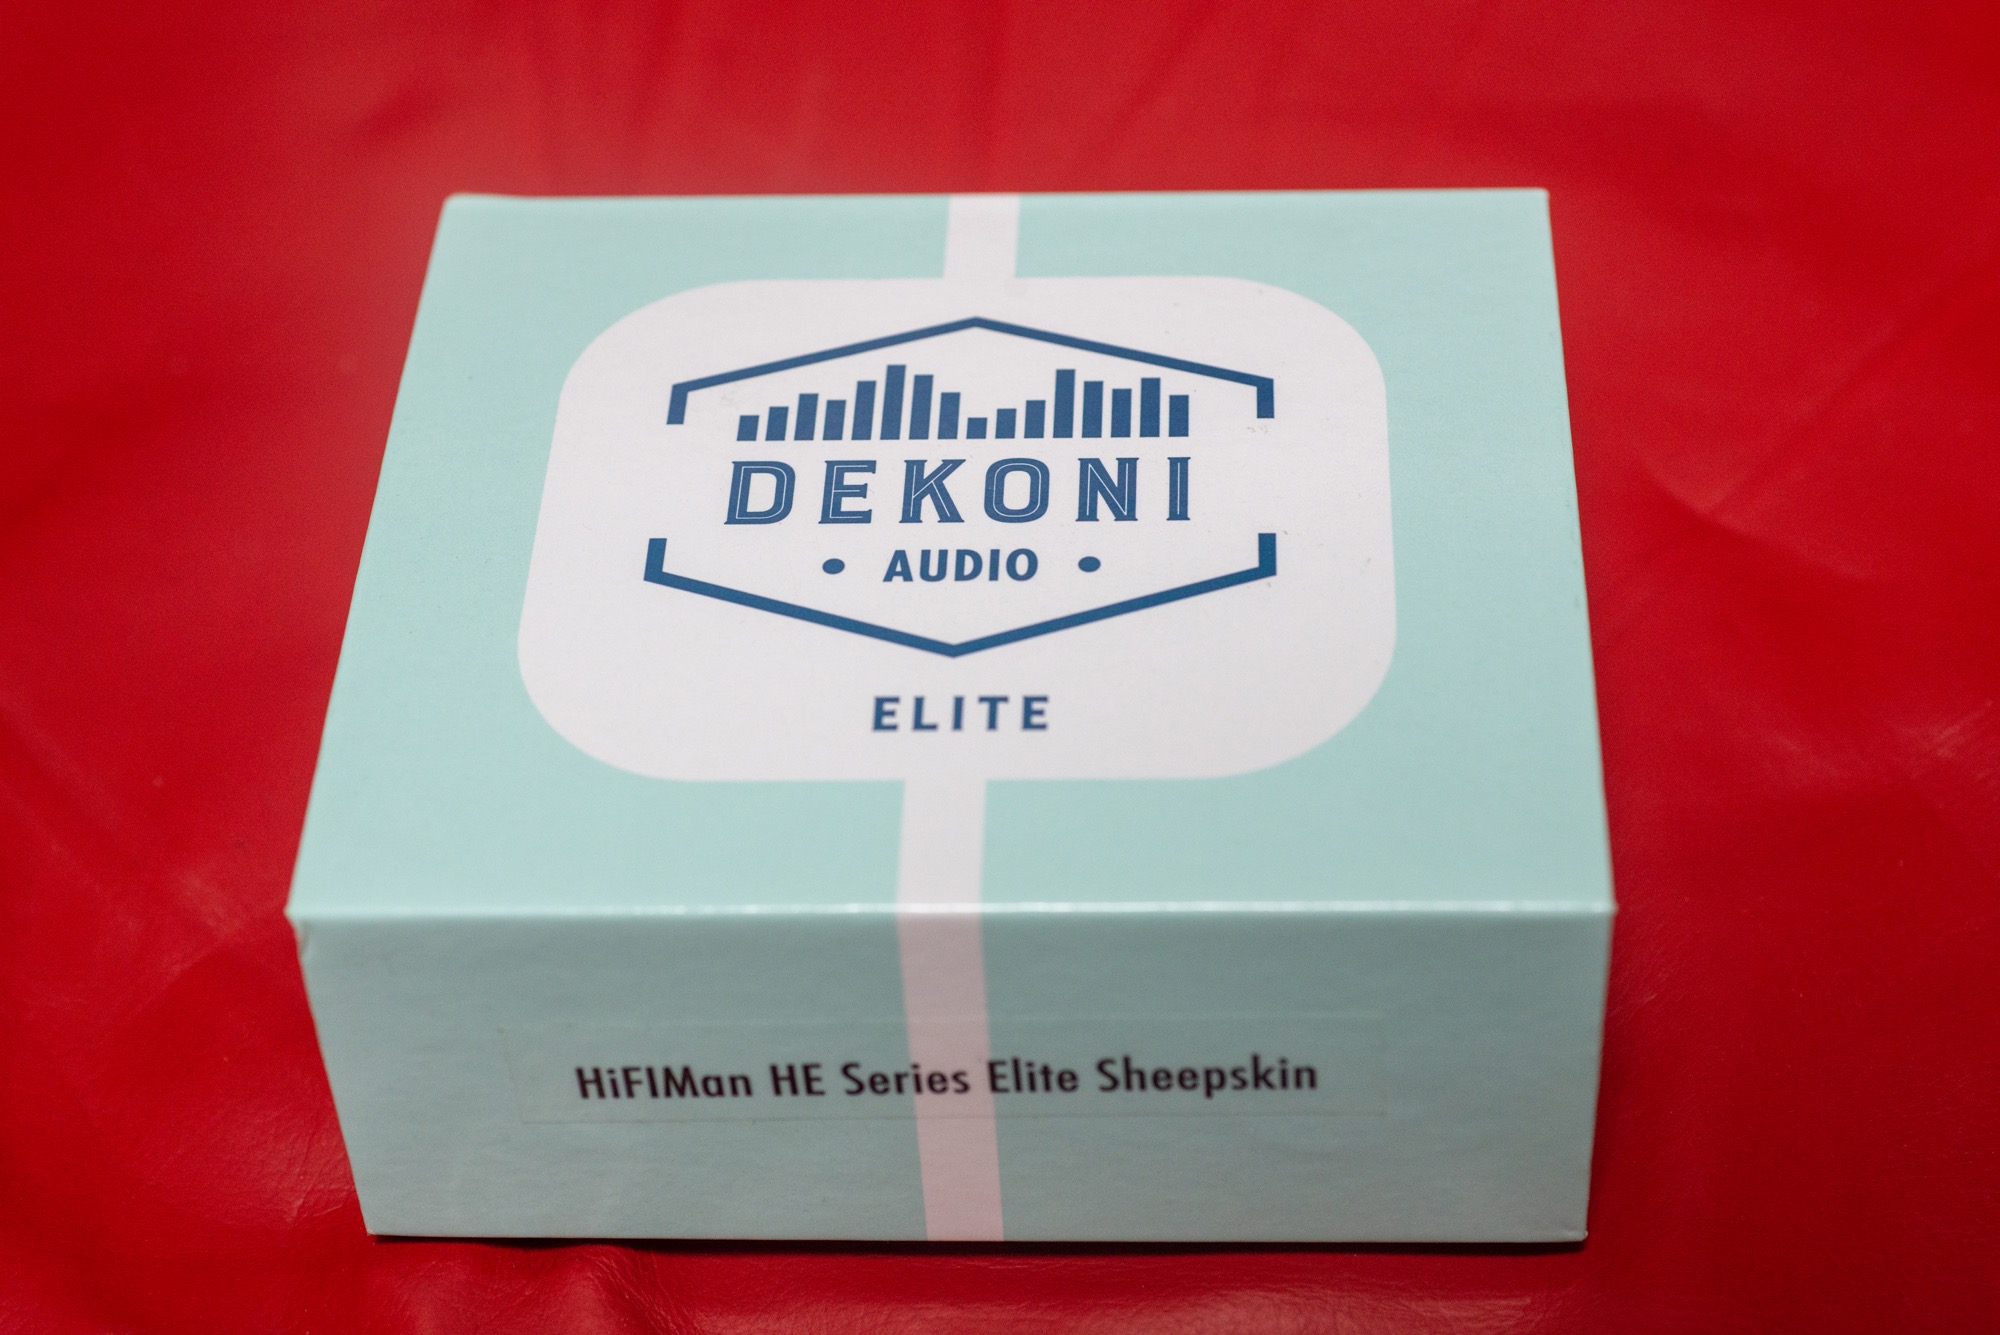 DEKONI
• AUDIO •
ELITE
HiFIMan HE Series Elite Sheepskin